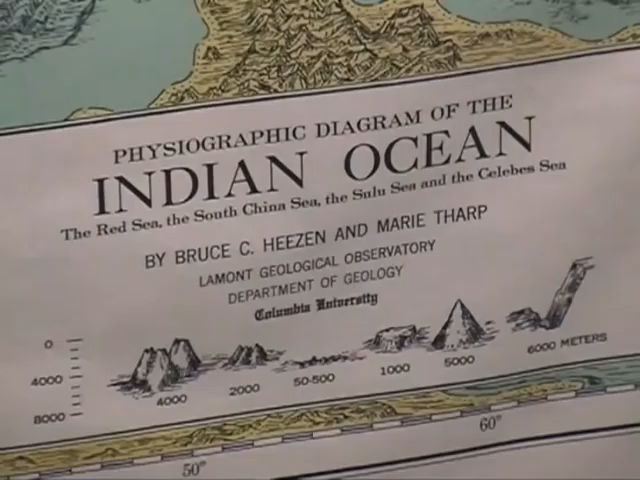 PHYSIOGRAPHIC DIAGRAM OF THE
INDIAN OCEAN
The Red Sea, the South China Sea, the Sulu Sea and the Celebes Sea
BY BRUCE C. HEEZEN AND MARIE THARP
LAMONT GEOLOGICAL OBSERVATORY
DEPARTMENT OF GEOLOGY
Columbia University
0
4000
8000
4000 2000 50-500 1000 5000 6000 METERS
50° 60°